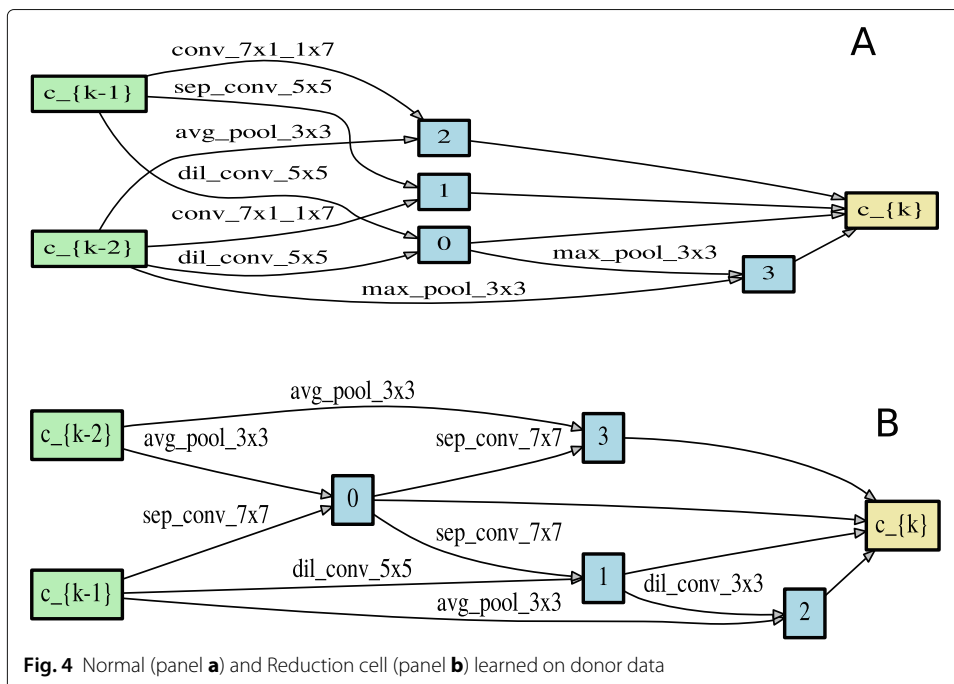 A
conv_7x1_1x7
c_{k-1}
sep_conv_5x5
avg_pool_3x3
2
dil_conv_5x5
1
c_{k}
conv_7x1_1x7
c_{k-2}
0
dil_conv_5x5
max_pool_3x3
3
max_pool_3x3
avg_pool_3x3
B
c_{k-2}
avg_pool_3x3
sep_conv_7x7
3
0
sep_conv_7x7
c_{k}
sep_conv_7x7
dil_conv_5x5
1
dil_conv_3x3
c_{k-1}
avg_pool_3x3
2
Fig. 4 Normal (panel a) and Reduction cell (panel b) learned on donor data